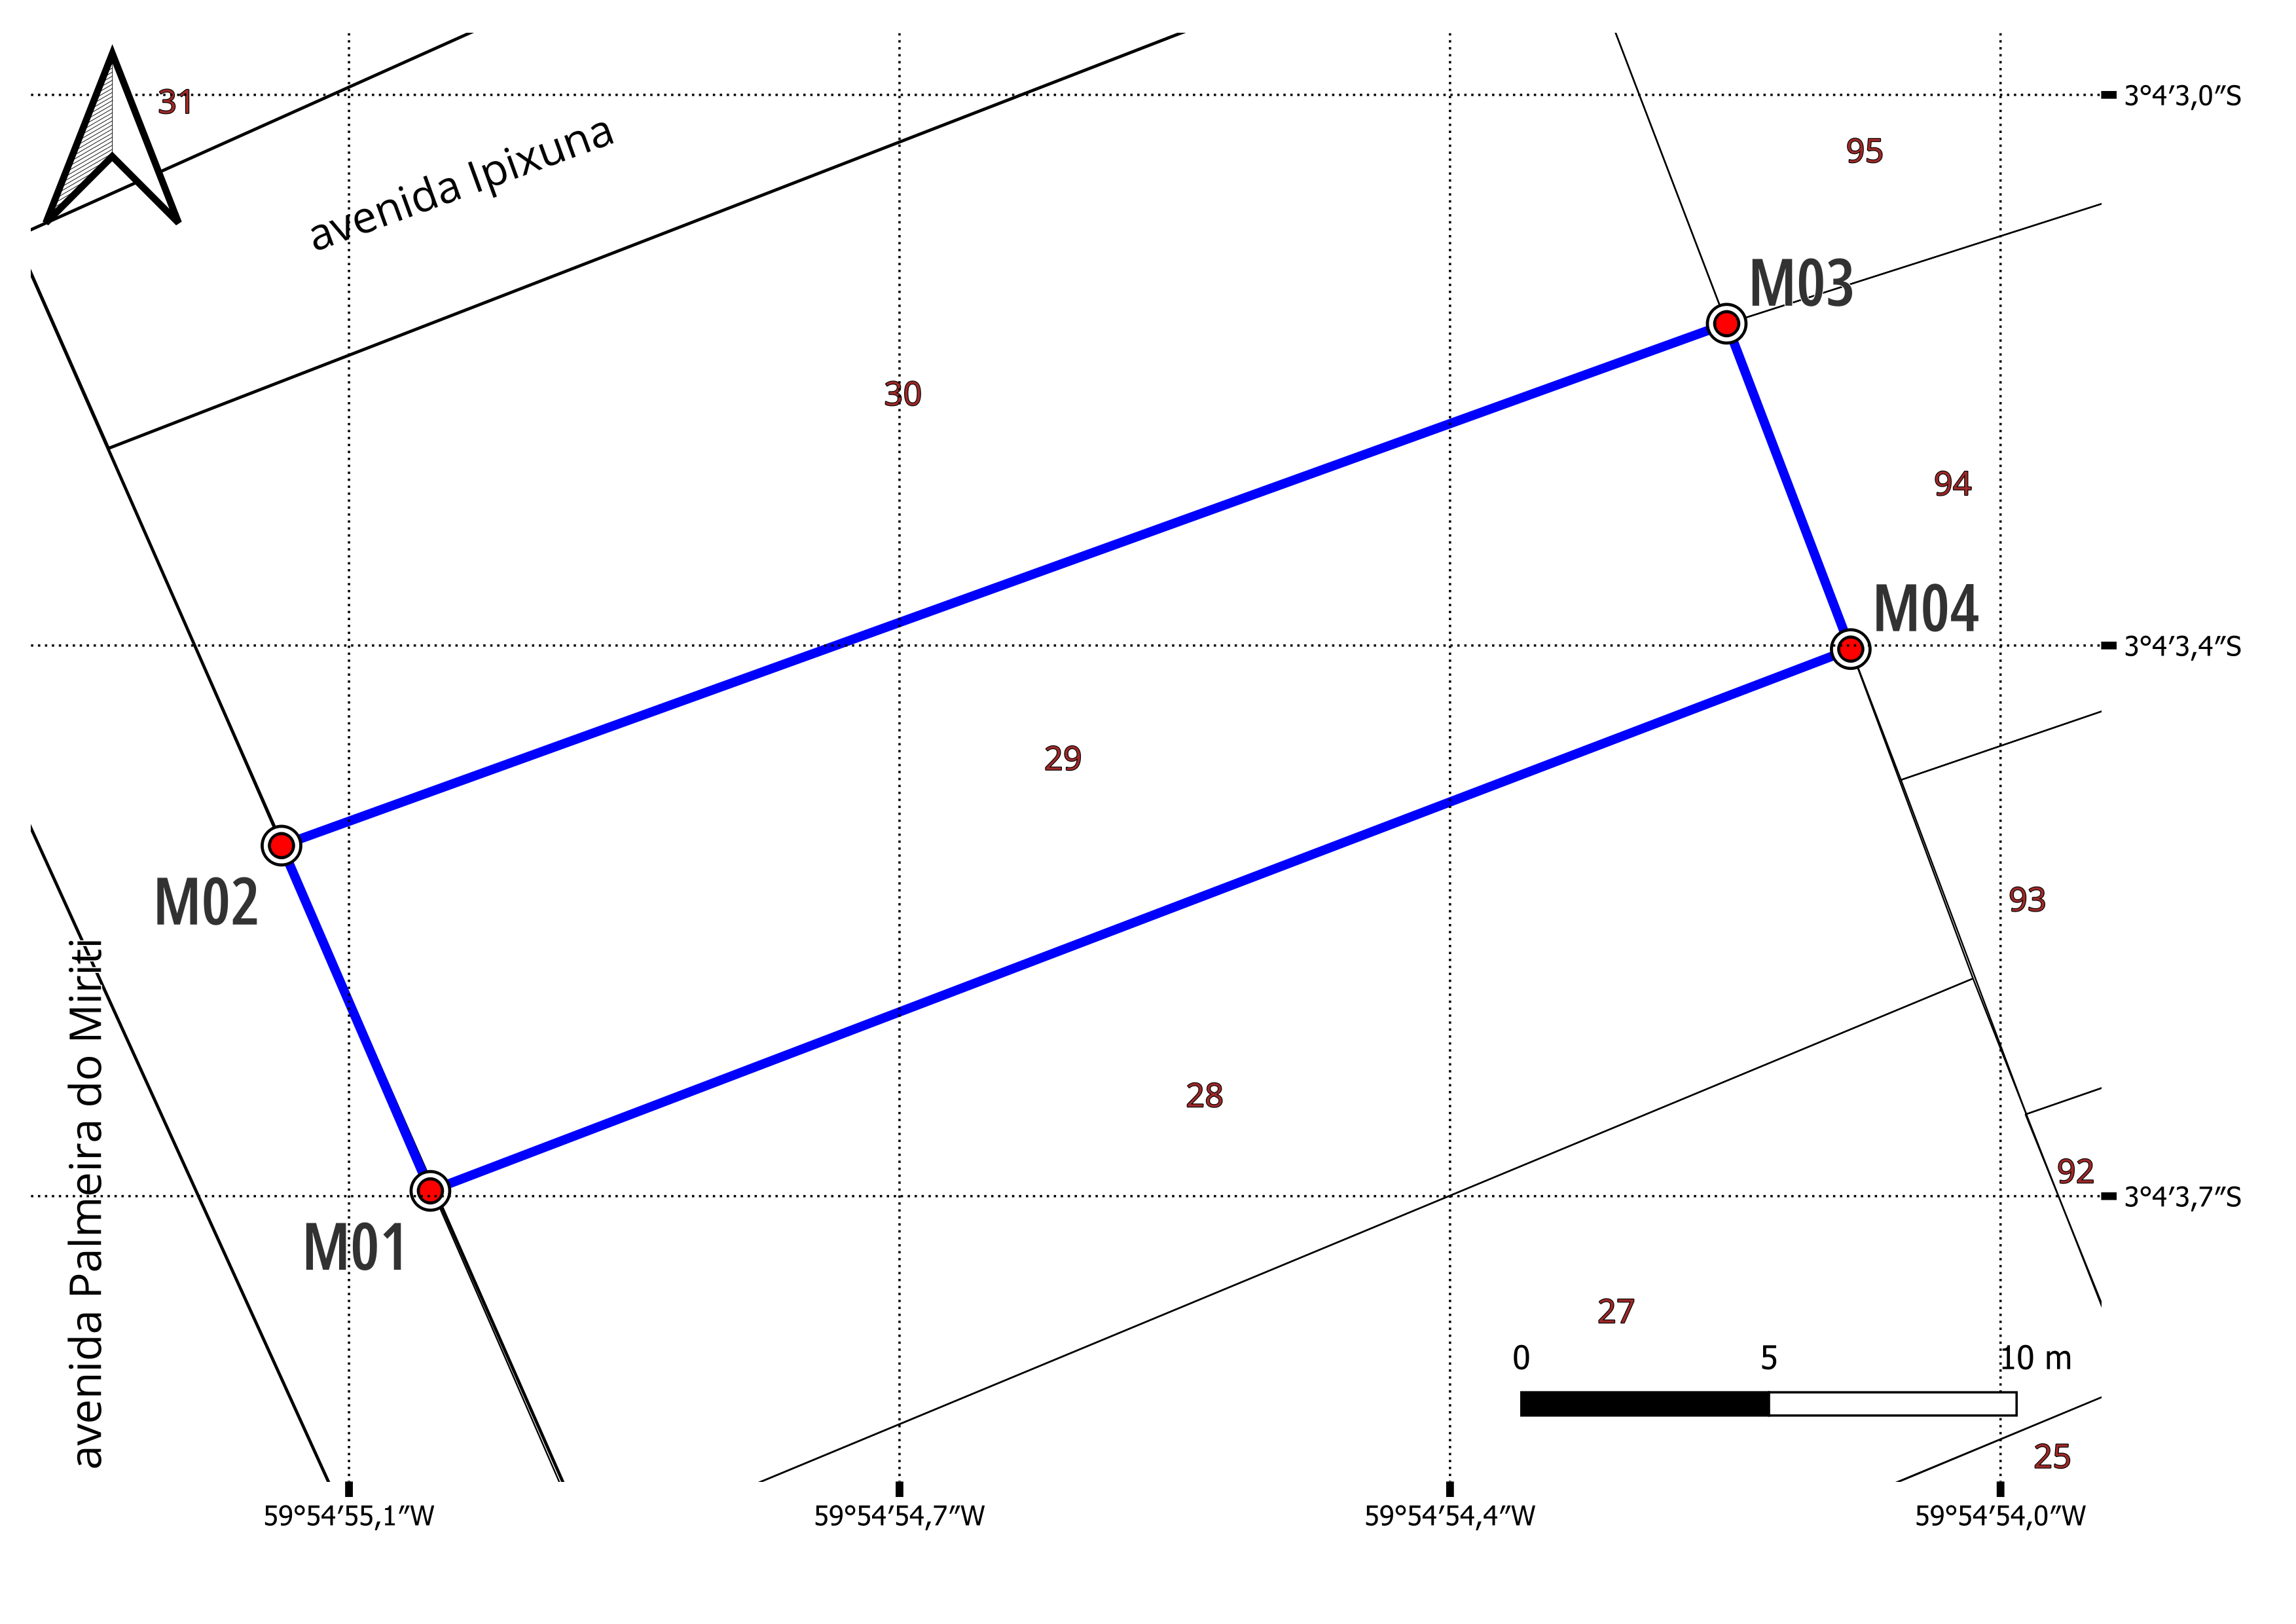 3°4′3,0″S
31
avenida Ipixuna
95
M03
30
94
M04
3°4′3,4″S
29
M02
93
avenida Palmeira do Miriti
28
92
3°4′3,7″S
M01
27
0 5 10 m
25
59°54′55,1″W 59°54′54,7″W 59°54′54,4″W 59°54′54,0″W